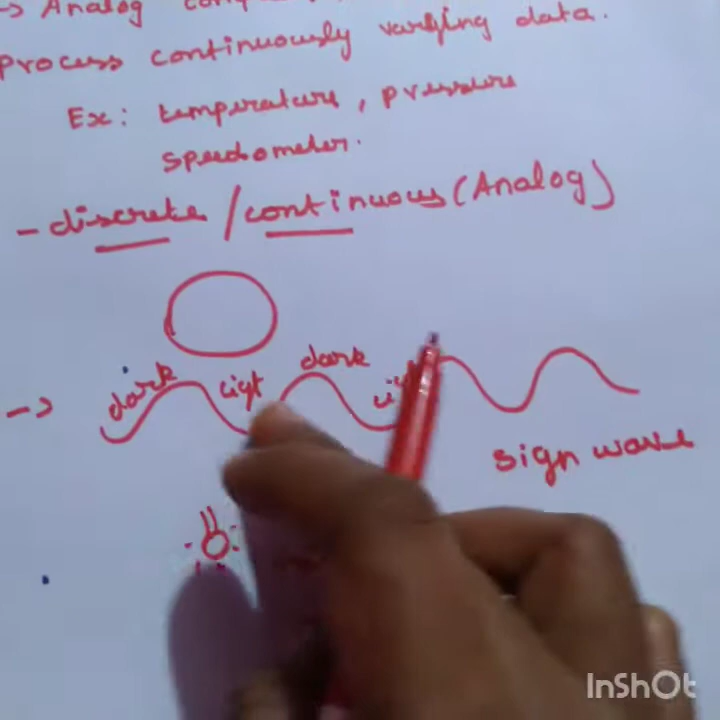 -> Analog
Process continuously varying data.
Ex: temperature, pressure
speedometer.
- discrete / continuous (Analog)
dark ligt dark
->
sign wave
InShOt